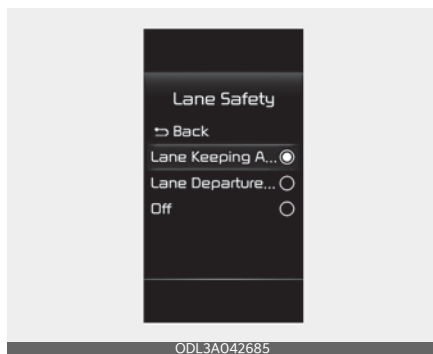 Lane Safety
Back
Lane Keeping A...
Lane Departure...
Off
ODL3A042685